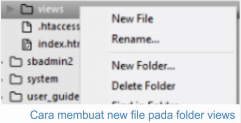 views
New File
.htaccess
Rename...
index.htm
New Folder...
sbadmin2
Delete Folder
system
user_guide
Cara membuat new file pada folder views